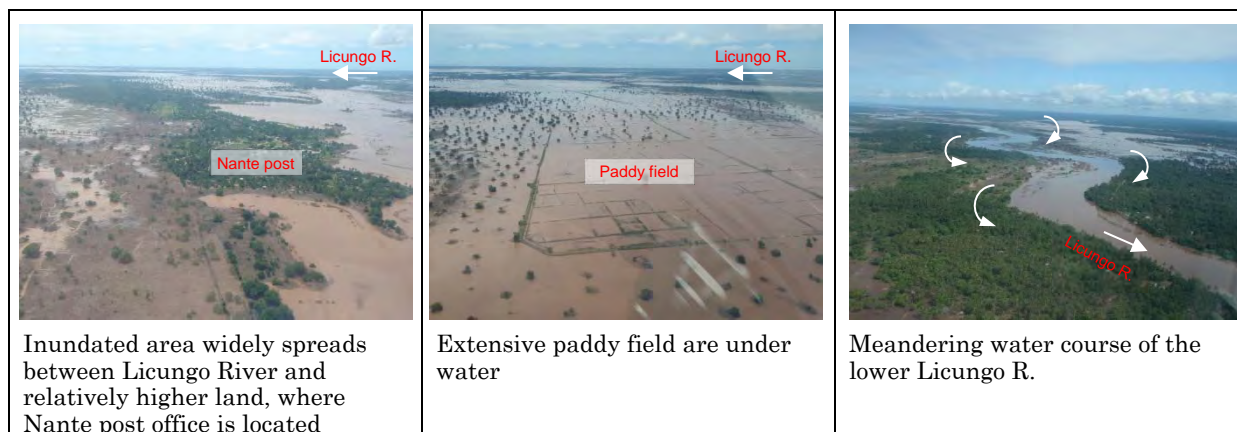 Licungo R.
Nante post
Inundated area widely spreads
between Licungo River and
relatively higher land, where
Nante post office is located
Licungo R.
Paddy field
Extensive paddy field are under
water
Licungo R.
Meandering water course of the
lower Licungo R.